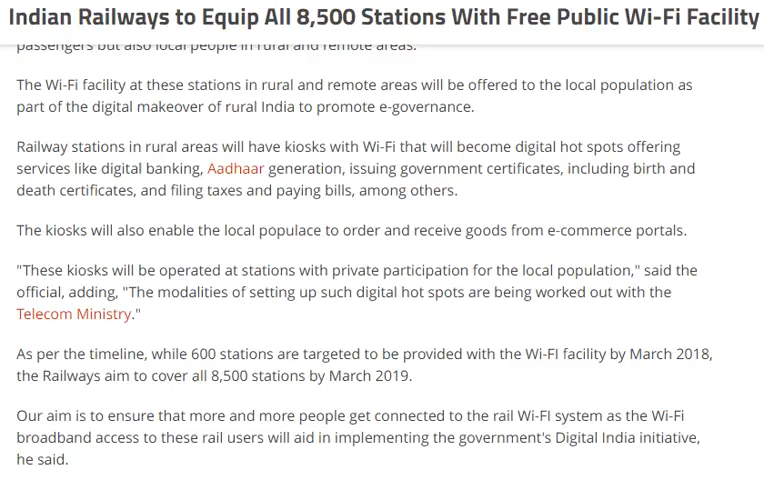 Indian Railways to Equip All 8,500 Stations With Free Public Wi-Fi Facility
passengers but also local people in rural and remote areas.
The Wi-Fi facility at these stations in rural and remote areas will be offered to the local population as
part of the digital makeover of rural India to promote e-governance.
Railway stations in rural areas will have kiosks with Wi-Fi that will become digital hot spots offering
services like digital banking, Aadhaar generation, issuing government certificates, including birth and
death certificates, and filing taxes and paying bills, among others.
The kiosks will also enable the local populace to order and receive goods from e-commerce portals.
"These kiosks will be operated at stations with private participation for the local population," said the
official, adding, "The modalities of setting up such digital hot spots are being worked out with the
Telecom Ministry."
As per the timeline, while 600 stations are targeted to be provided with the Wi-FI facility by March 2018,
the Railways aim to cover all 8,500 stations by March 2019.
Our aim is to ensure that more and more people get connected to the rail Wi-FI system as the Wi-Fi
broadband access to these rail users will aid in implementing the government's Digital India initiative,
he said.